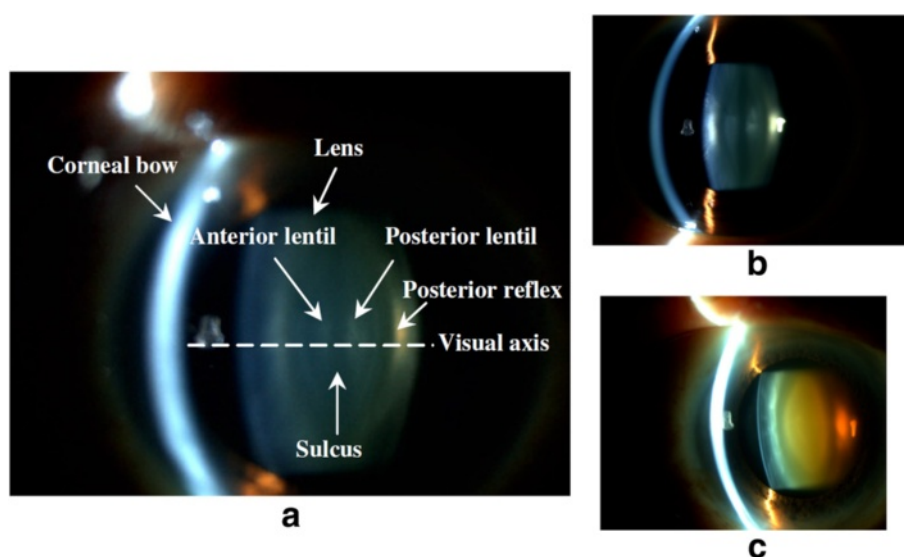 Corneal bow
Lens
Anterior lentil
Posterior lentil
Posterior reflex
Visual axis
Sulcus
a
b
c